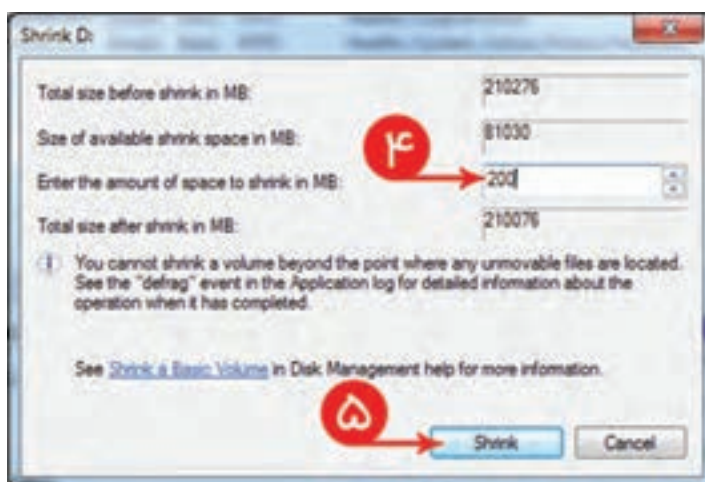 Shrink D:
Total size before shrink in MB: 210276
Size of available shrink space in MB: 81030
۴
Enter the amount of space to shrink in MB: 200
Total size after shrink in MB: 210076
You cannot shrink a volume beyond the point where any unmovable files are located.
See the "defrag" event in the Application log for detailed information about the
operation when it has completed.
See Shrink a Basic Volume in Disk Management help for more information.
۵
Shrink Cancel